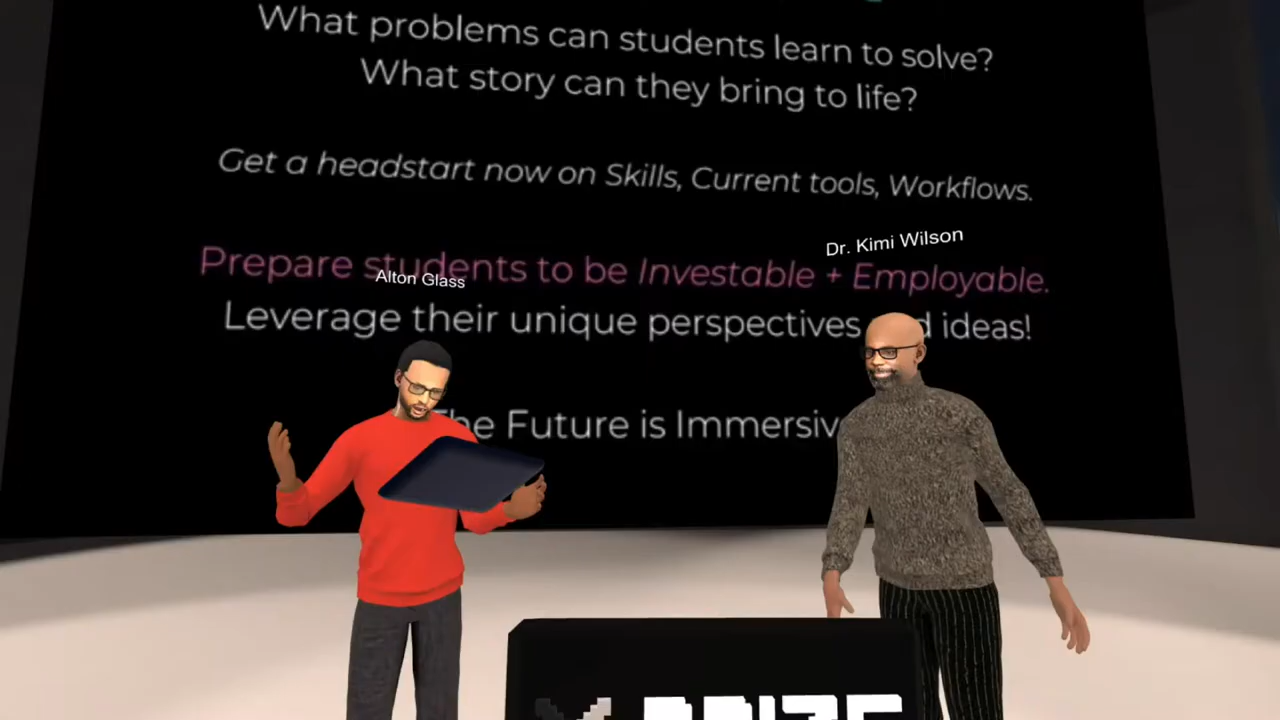 What problems can students learn to solve?
What story can they bring to life?
Get a headstart now on Skills, Current tools, Workflows.
Dr. Kimi Wilson
Prepare students to be Investable + Employable.
Alton Glass
Leverage their unique perspectives ideas!
Future is
XPRIZE